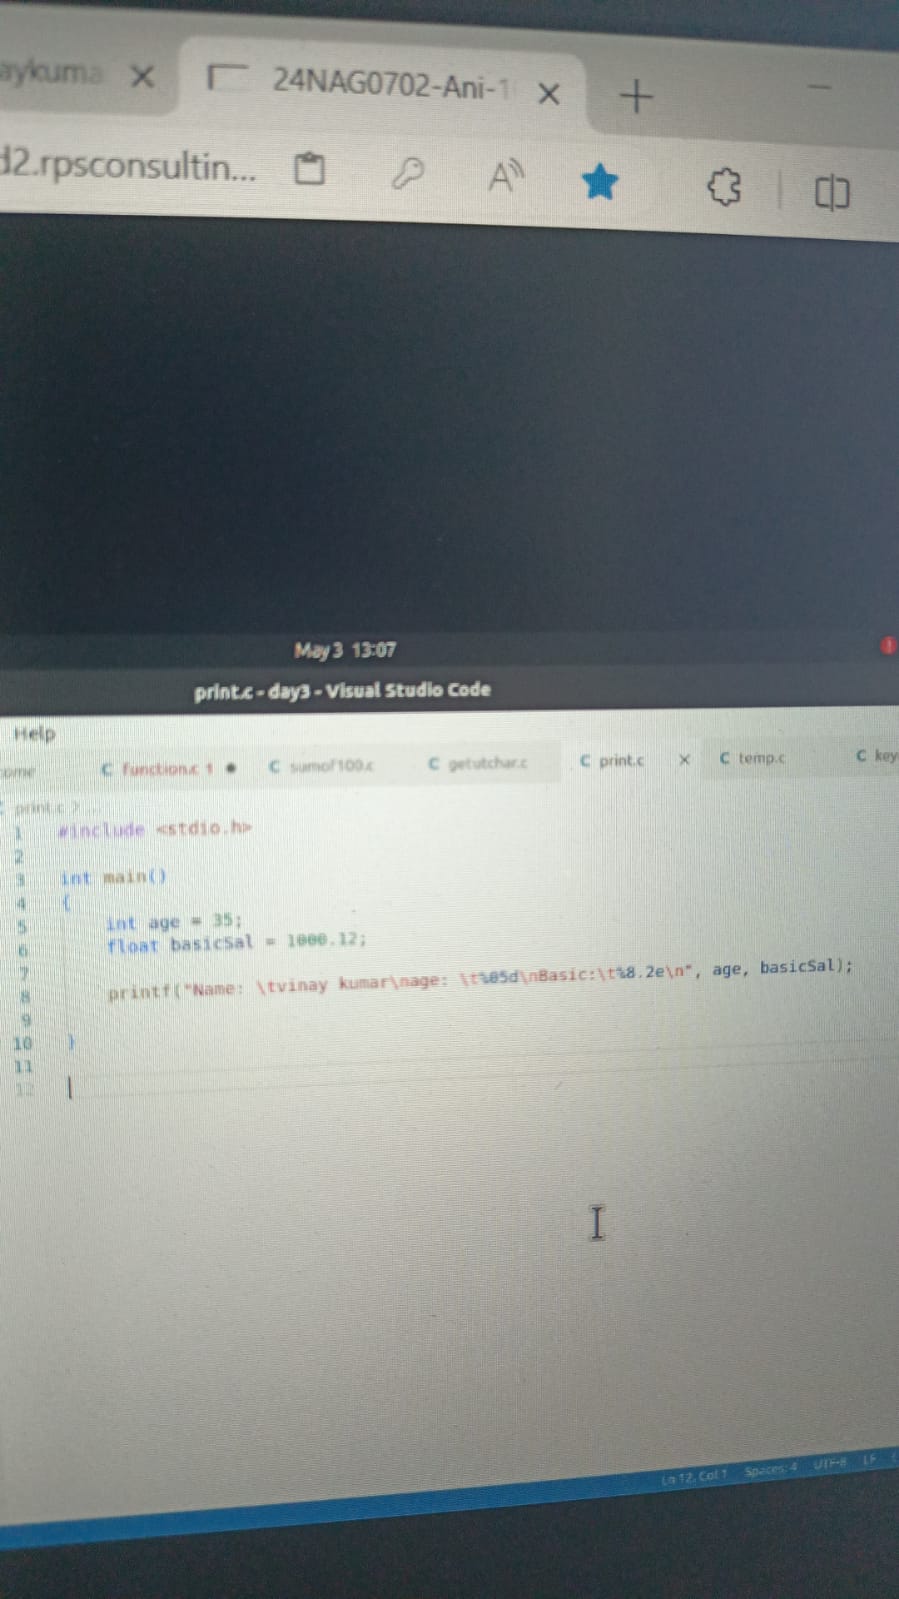 24NAG0702-Ani-1
d2.rpsconsultin...
May 3 13:07
print.c - day3 - Visual Studio Code
Help
function.c 1 sumof100.c getutchar.c print.c temp.c key
print.c
1 #include <stdio.h>
2
3 int main()
4 {
5 int age = 35;
6 float basicSal = 1000.12;
7
8 printf("Name: \tvinay kumar\nage: \t%05d\nBasic:\t%8.2e\n", age, basicSal);
9
10 }
11
12
Ln 12, Col 1 Spaces: 4 UTF-8 LF